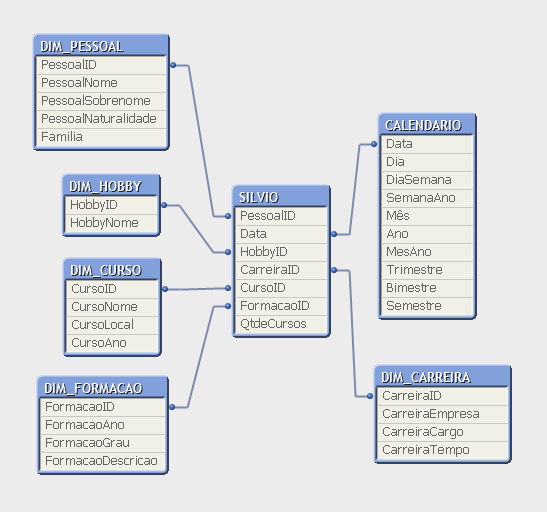 DIM_PESSOAL
PessoalID
PessoalNome
PessoalSobrenome
PessoalNaturalidade
Familia
DIM_HOBBY
HobbyID
HobbyNome
DIM_CURSO
CursoID
CursoNome
CursoLocal
CursoAno
DIM_FORMACAO
FormacaoID
FormacaoAno
FormacaoGrau
FormacaoDescricao
SILVIO
PessoalID
Data
HobbyID
CarreiraID
CursoID
FormacaoID
QtdeCursos
CALENDARIO
Data
Dia
DiaSemana
SemanaAno
Mês
Ano
MesAno
Trimestre
Bimestre
Semestre
DIM_CARREIRA
CarreiraID
CarreiraEmpresa
CarreiraCargo
CarreiraTempo